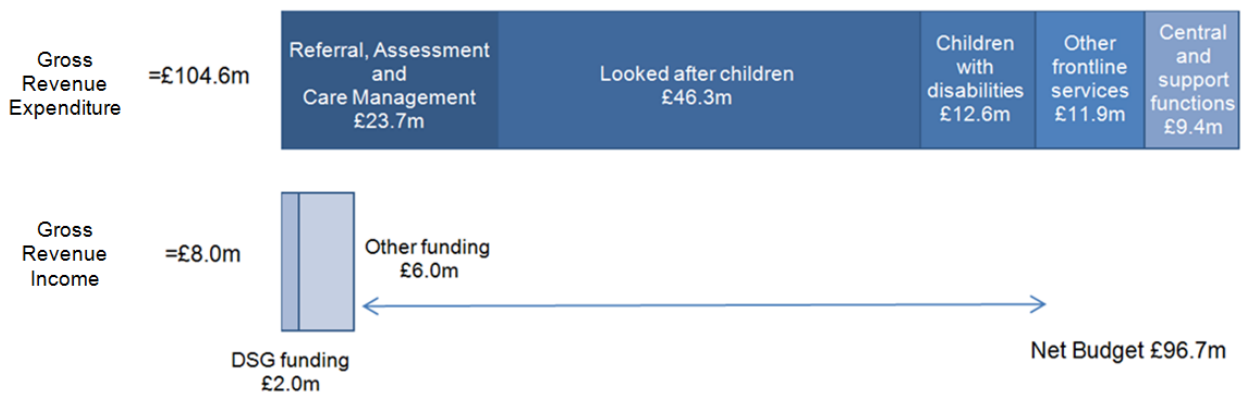 Gross
Revenue
Expenditure
=£104.6m
Referral, Assessment
and
Care Management
£23.7m
Looked after children
£46.3m
Children
with
disabilities
£12.6m
Other
frontline
services
£11.9m
Central
and
support
functions
£9.4m
Gross
Revenue
Income
=£8.0m
Other funding
£6.0m
DSG funding
£2.0m
Net Budget £96.7m